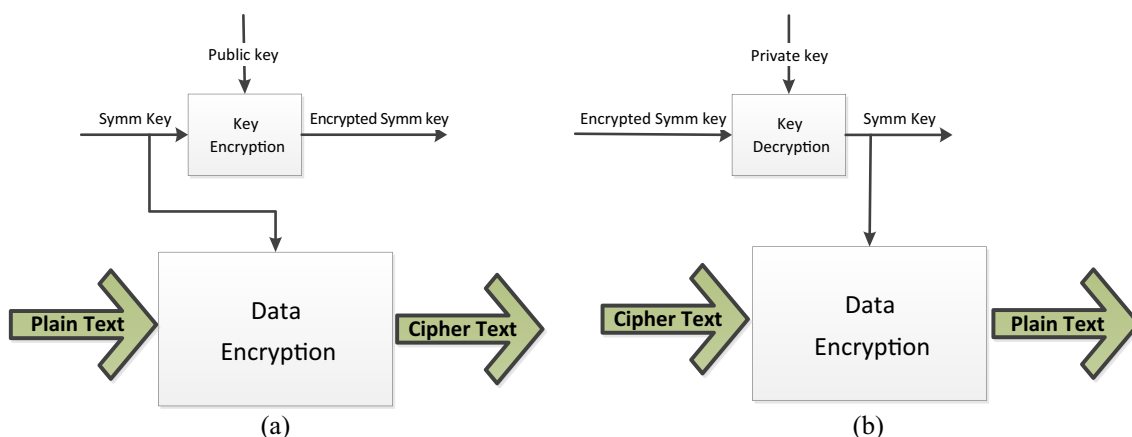 Public key
Symm Key
Key
Encryption
Encrypted Symm key
Plain Text
Data
Encryption
Cipher Text
(a)
Private key
Encrypted Symm key
Key
Decryption
Symm Key
Cipher Text
Data
Encryption
Plain Text
(b)